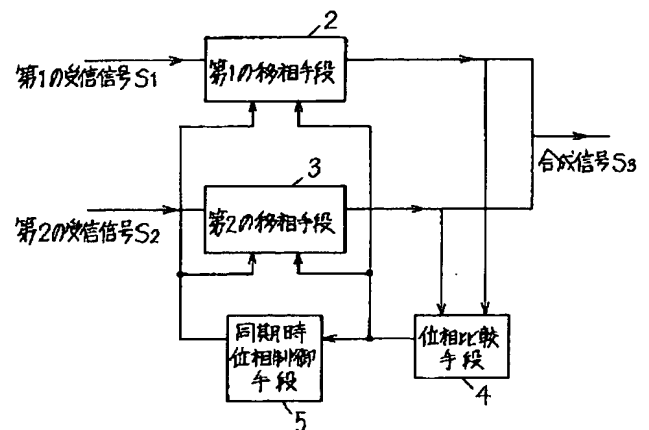 2
第1の受信信号S1
第1の移相手段
合成信号S3
3
第2の受信信号S2
第2の移相手段
同期時
位相制御
手段
5
位相比較
手段
4